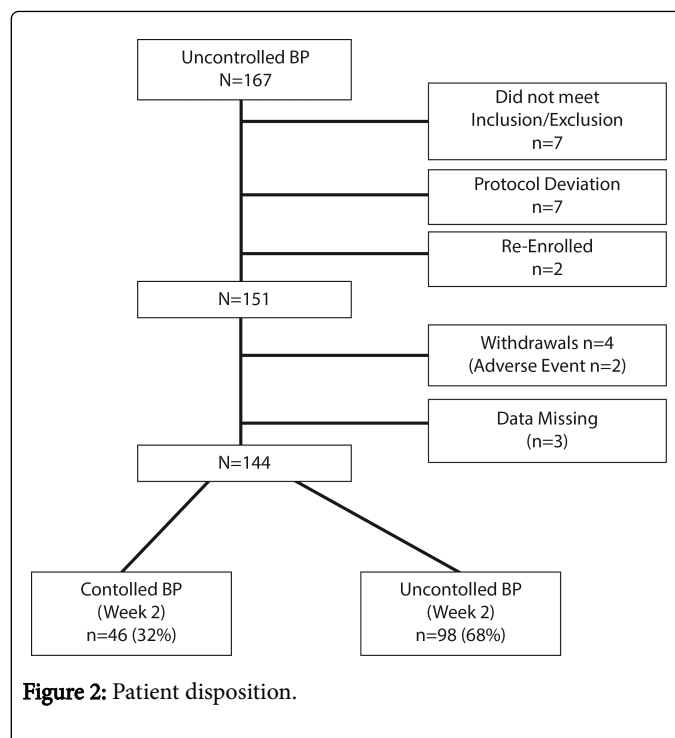 Uncontrolled BP
N=167
Did not meet
Inclusion/Exclusion
n=7
Protocol Deviation
n=7
Re-Enrolled
n=2
N=151
Withdrawals n=4
(Adverse Event n=2)
Data Missing
(n=3)
N=144
Contolled BP
(Week 2)
n=46 (32%)
Uncontolled BP
(Week 2)
n=98 (68%)
Figure 2: Patient disposition.